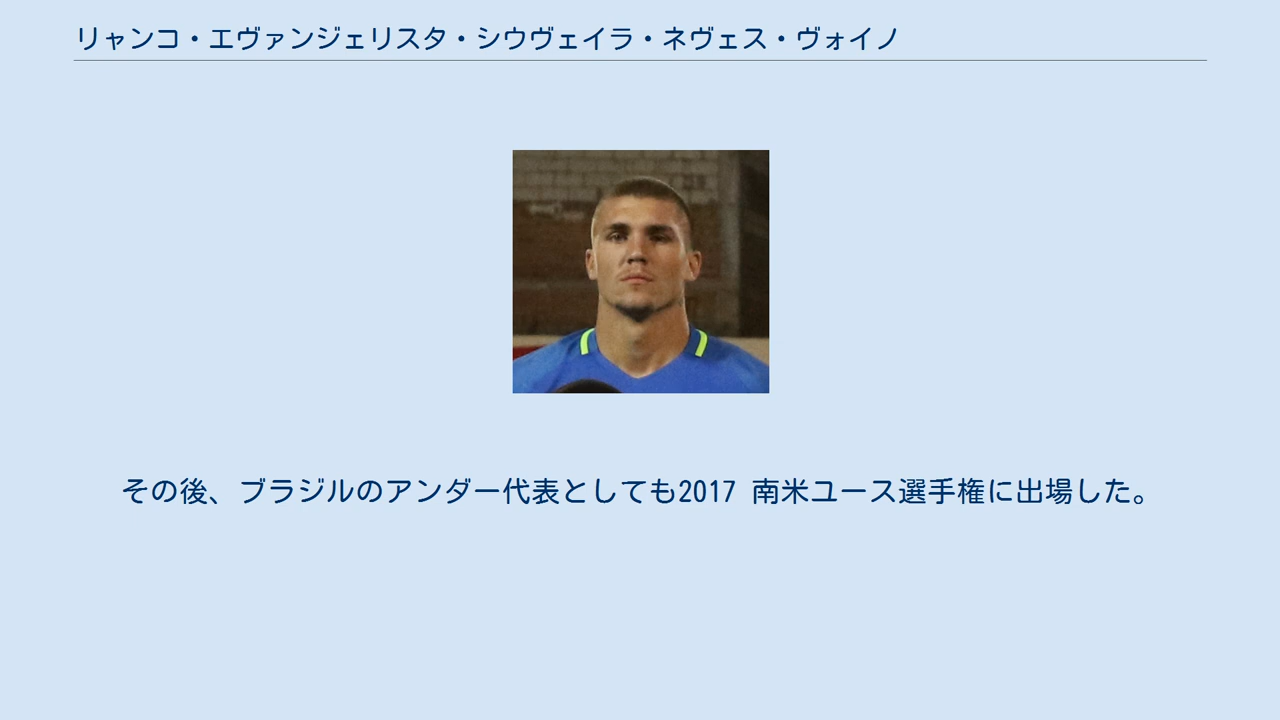 リャンコ・エヴァンジェリスタ・シウヴェイラ・ネヴェス・ヴォイノ
その後、ブラジルのアンダー代表としても2017 南米ユース選手権に出場した。